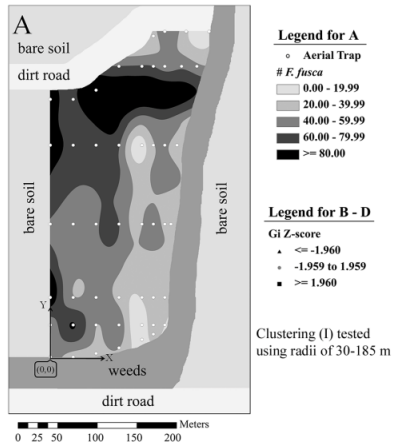 A
bare soil
dirt road
bare soil
bare soil
Y
X
(0,0)
weeds
dirt road
Meters
0 25 50 100 150 200
Legend for A
Aerial Trap
# F. fusca
0.00 - 19.99
20.00 - 39.99
40.00 - 59.99
60.00 - 79.99
>= 80.00
Legend for B - D
Gi Z-score
<= -1.960
-1.959 to 1.959
>= 1.960
Clustering (I) tested
using radii of 30-185 m